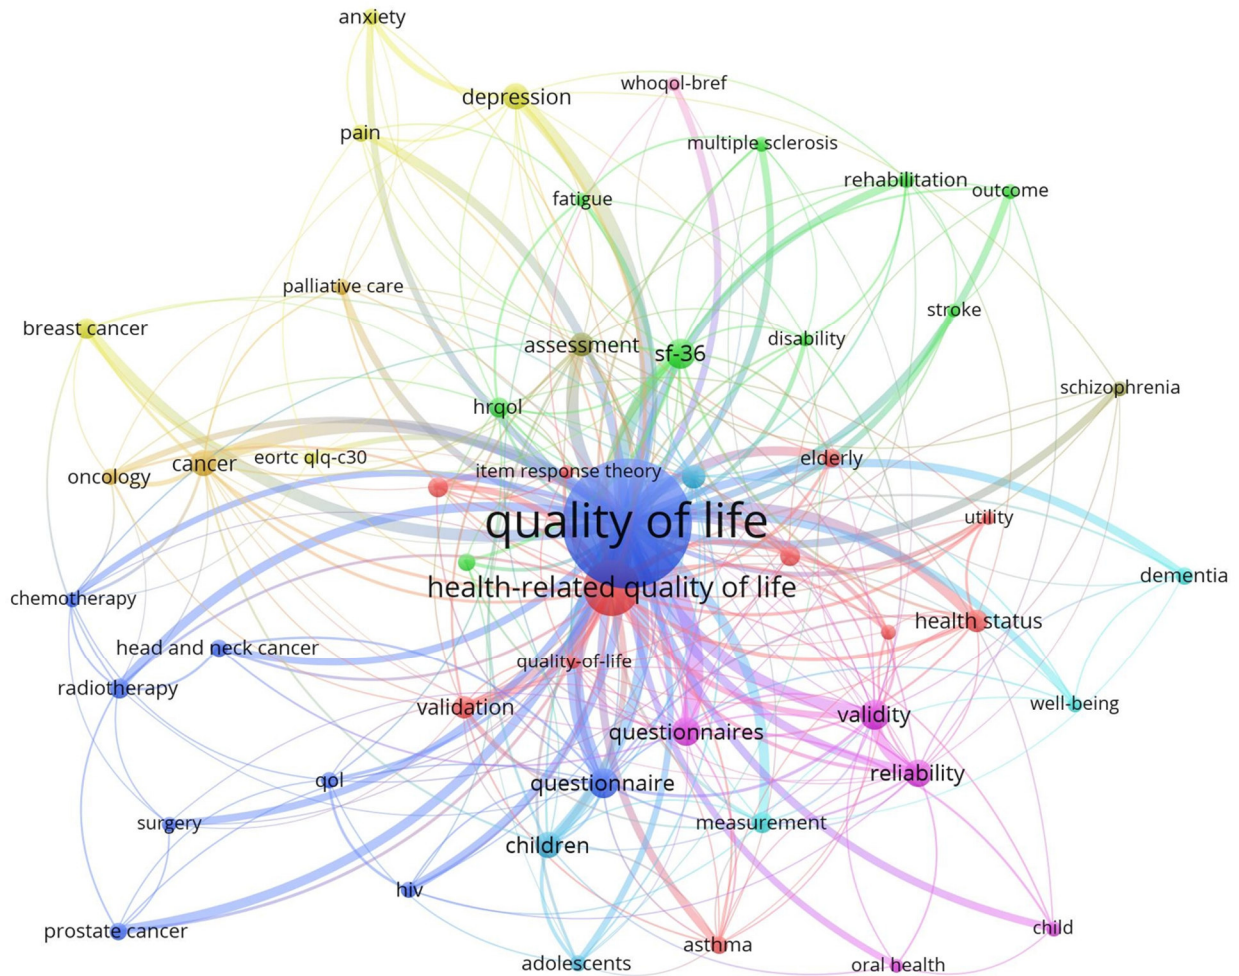 anxiety
depression
whoqol-bref
pain
multiple sclerosis
rehabilitation
outcome
fatigue
palliative care
stroke
breast cancer
disability
assessment
sf-36
schizophrenia
hrqol
eortc qlq-c30
elderly
cancer
item response theory
oncology
utility
quality of life
dementia
health-related quality of life
chemotherapy
health status
head and neck cancer
quality-of-life
radiotherapy
well-being
validation
validity
questionnaires
reliability
qol
questionnaire
surgery
measurement
children
hiv
child
prostate cancer
asthma
adolescents
oral health